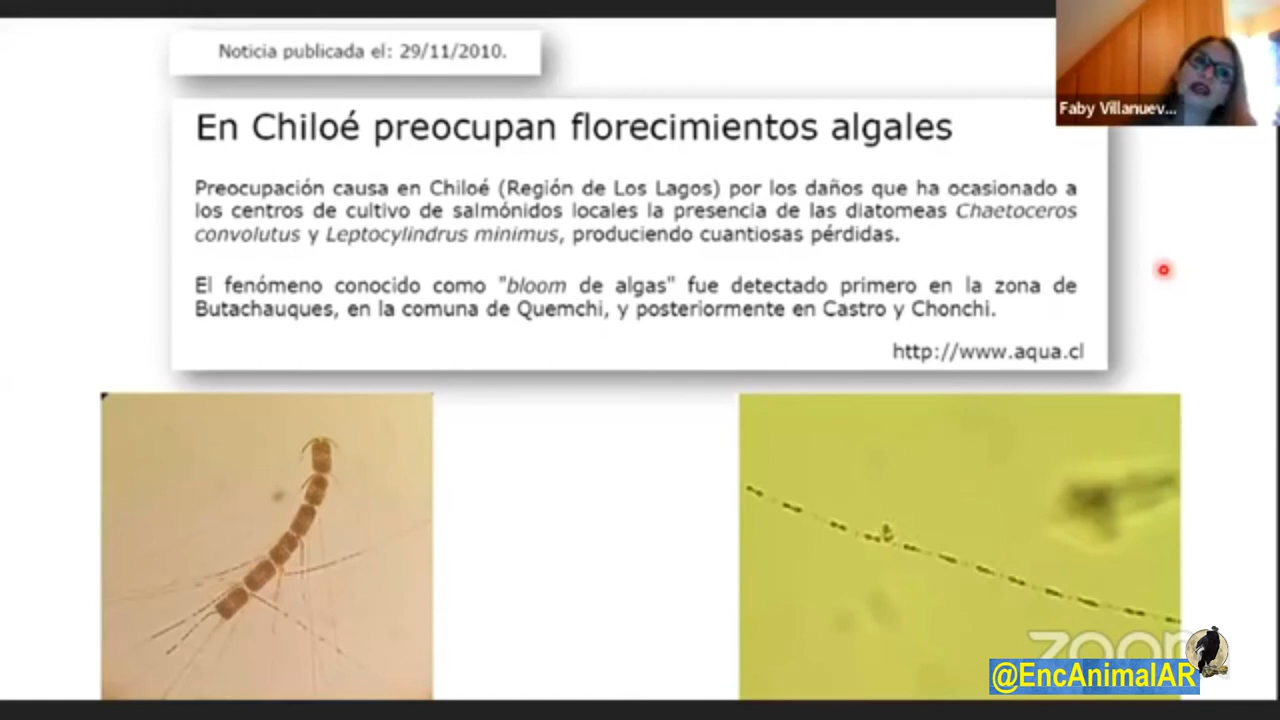 Noticia publicada el: 29/11/2010.
Faby Villanuev...
En Chiloé preocupan florecimientos algales
Preocupación causa en Chiloé (Región de Los Lagos) por los daños que ha ocasionado a
los centros de cultivo de salmónidos locales la presencia de las diatomeas Chaetoceros
convolutus y Leptocylindrus minimus, produciendo cuantiosas pérdidas.
El fenómeno conocido como "bloom de algas" fue detectado primero en la zona de
Butachauques, en la comuna de Quemchi, y posteriormente en Castro y Chonchi.
http://www.aqua.cl
zoom
@EncAnimalAR